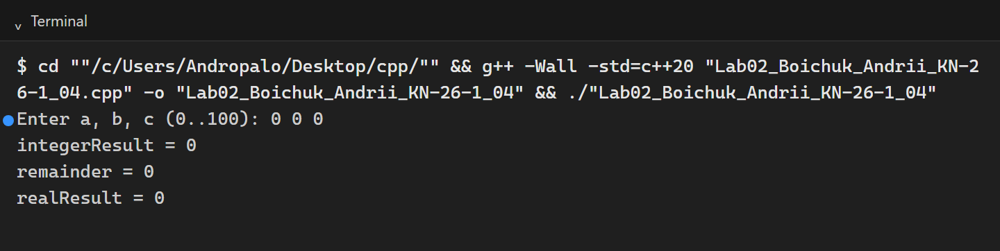 Terminal
$ cd ""/c/Users/Andropalo/Desktop/cpp/"" && g++ -Wall -std=c++20 "Lab02_Boichuk_Andrii_KN-2
6-1_04.cpp" -o "Lab02_Boichuk_Andrii_KN-26-1_04" && ./"Lab02_Boichuk_Andrii_KN-26-1_04"
Enter a, b, c (0..100): 0 0 0
integerResult = 0
remainder = 0
realResult = 0